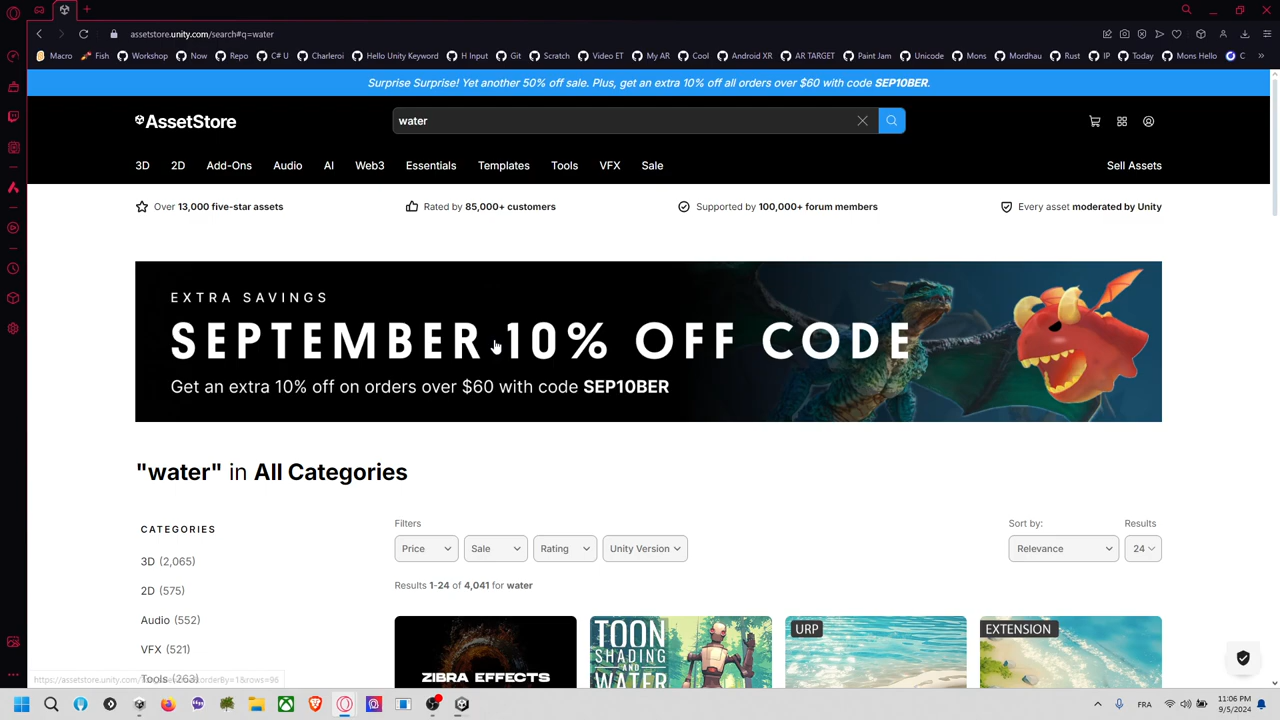 assetstore.unity.com/search#q=water
Macro
Fish
Workshop
Now
Repo
C# U
Charleroi
Hello Unity Keyword
H Input
Git
Scratch
Video ET
My AR
Cool
Android XR
AR TARGET
Paint Jam
Unicode
Mons
Mordhau
Rust
IP
Today
Mons Hello
C
Surprise Surprise! Yet another 50% off sale. Plus, get an extra 10% off all orders over $60 with code SEP10BER.
AssetStore
water
3D
2D
Add-Ons
Audio
AI
Web3
Essentials
Templates
Tools
VFX
Sale
Sell Assets
Over 13,000 five-star assets
Rated by 85,000+ customers
Supported by 100,000+ forum members
Every asset moderated by Unity
EXTRA SAVINGS
SEPTEMBER 10% OFF CODE
Get an extra 10% off on orders over $60 with code SEP10BER
"water" in All Categories
CATEGORIES
Filters
Sort by:
Results
Price
Sale
Rating
Unity Version
Relevance
24
3D (2,065)
Results 1-24 of 4,041 for water
2D (575)
Audio (552)
VFX (521)
Tools (263)
ZIBRA EFFECTS
TOON
SHADING
AND
WATER
URP
EXTENSION
FRA
11:06 PM
9/5/2024